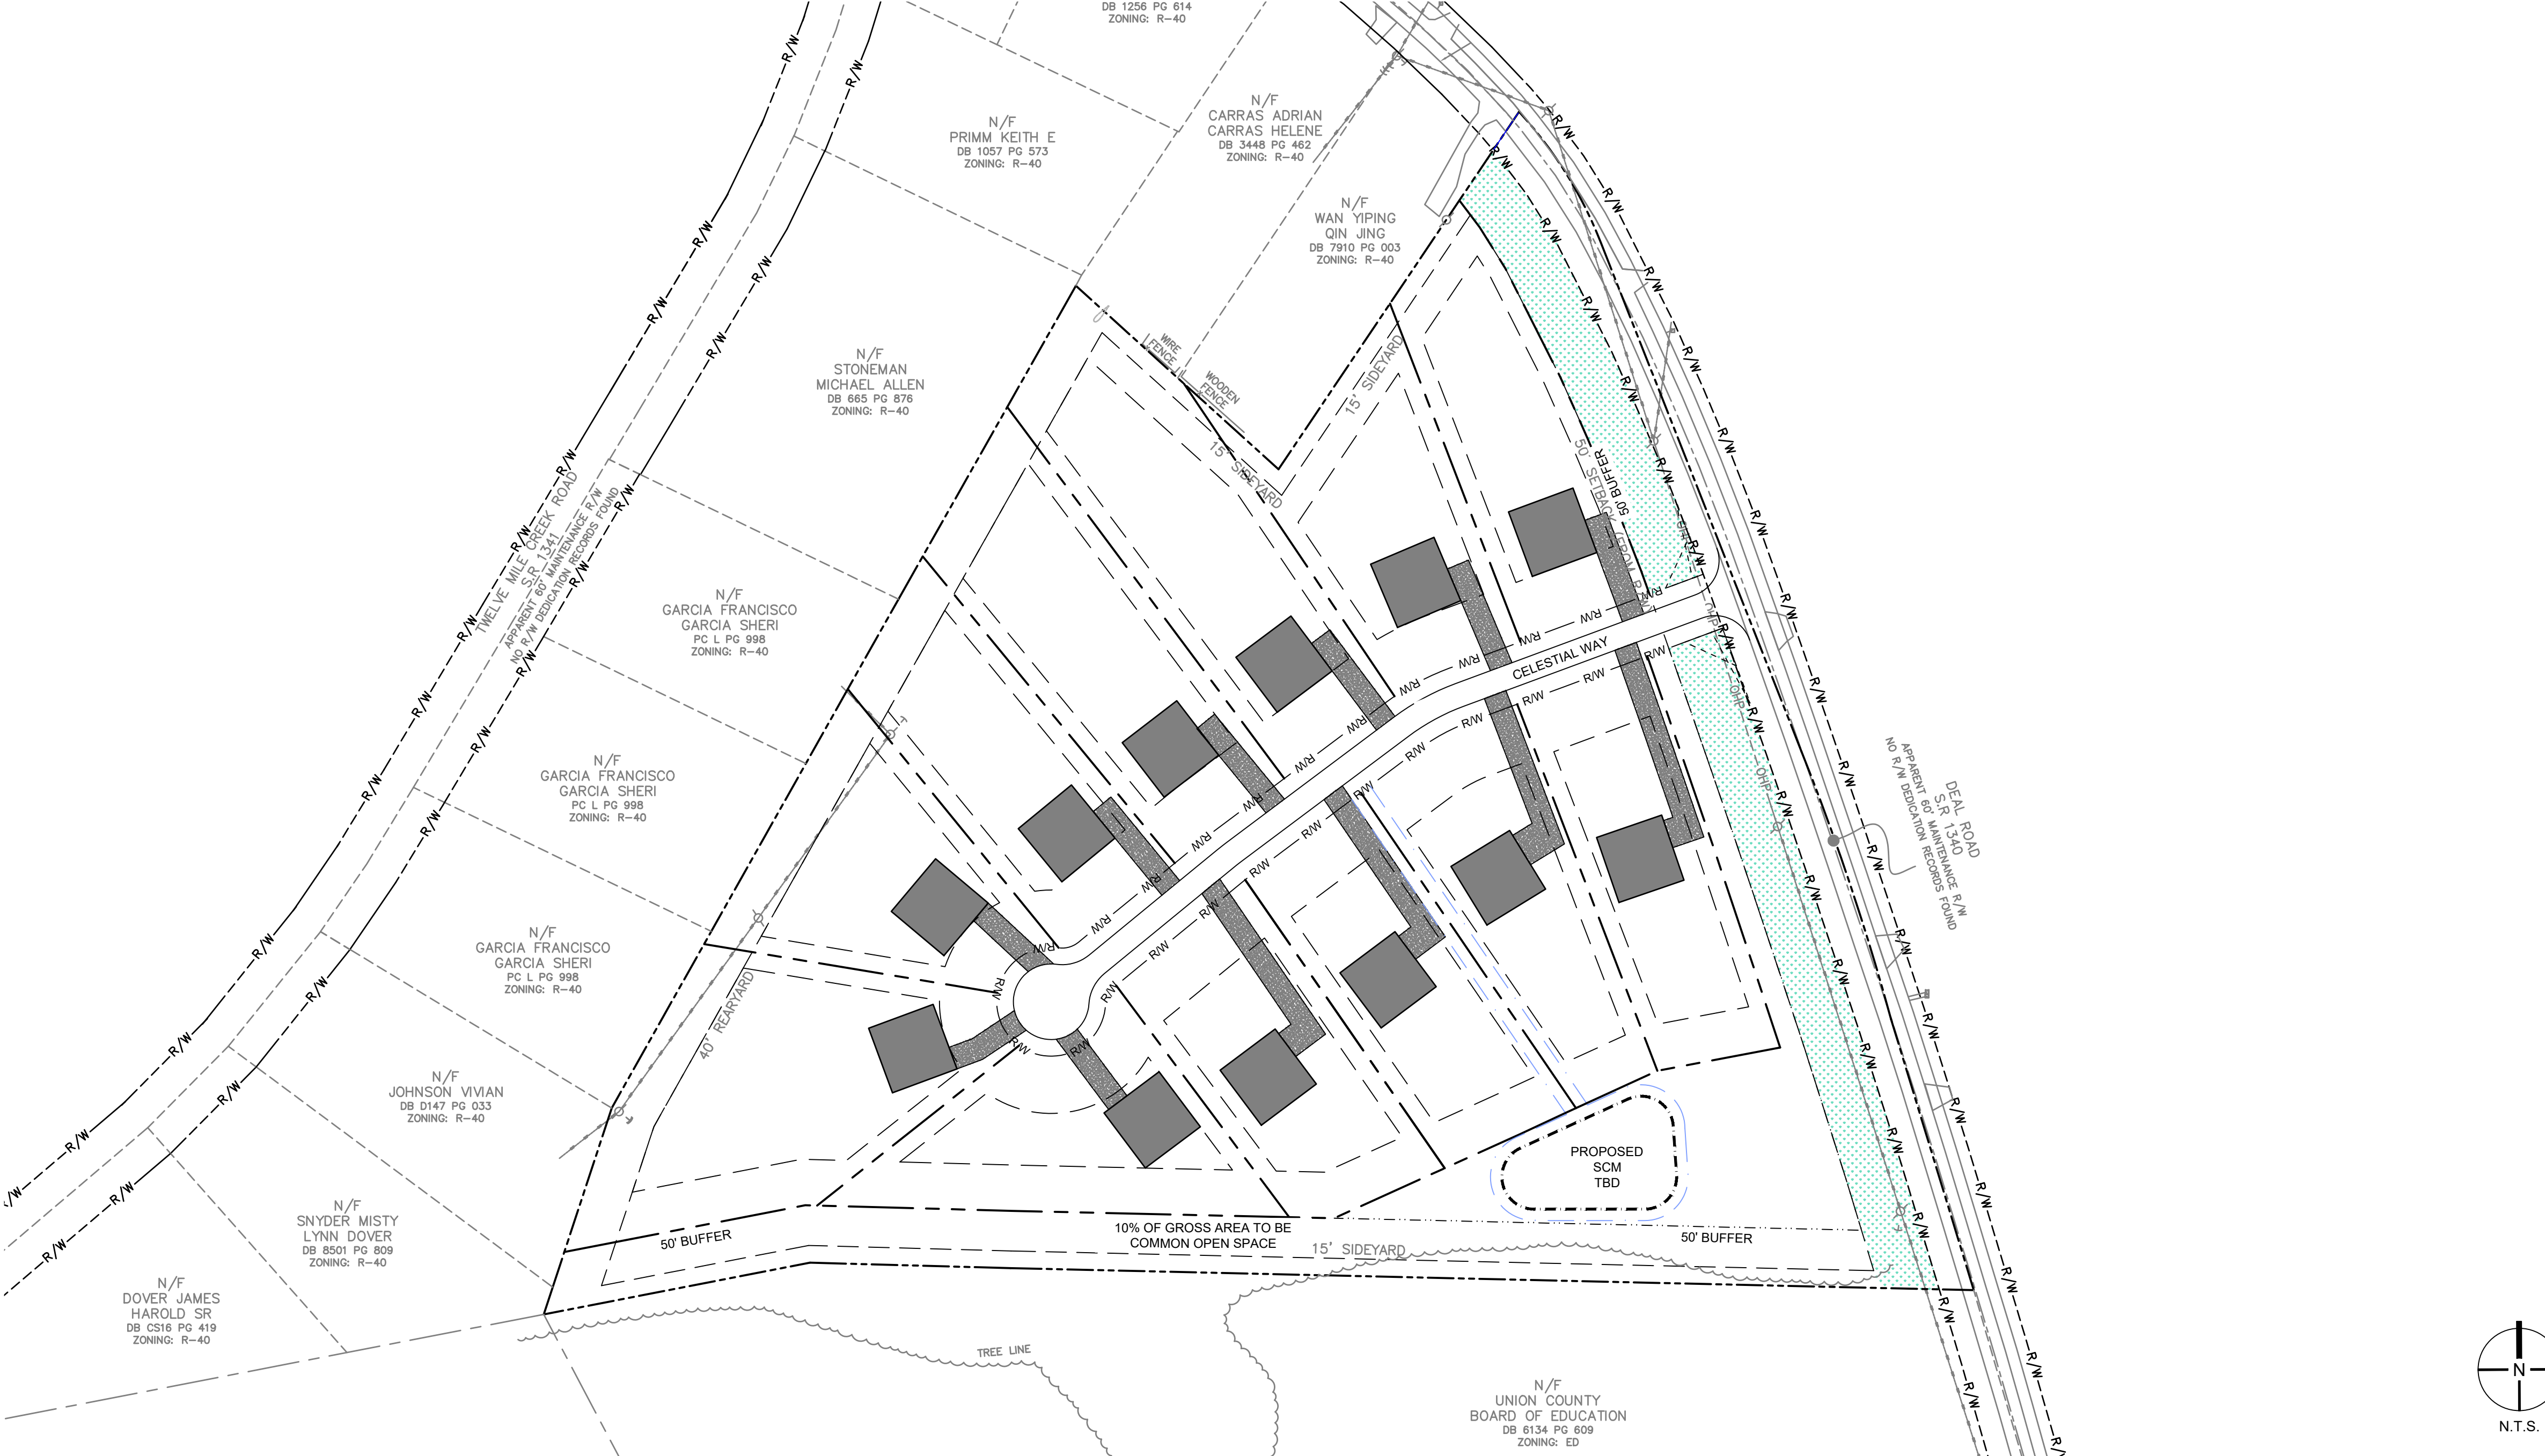 DB 1256 PG 614
ZONING: R-40
N/F
PRIMM KEITH E
DB 1057 PG 573
ZONING: R-40
N/F
CARRAS ADRIAN
CARRAS HELENE
DB 3448 PG 462
ZONING: R-40
N/F
WAN YIPING
QIN JING
DB 7910 PG 003
ZONING: R-40
N/F
STONEMAN
MICHAEL ALLEN
DB 665 PG 876
ZONING: R-40
WIRE
FENCE
WOODEN
FENCE
15' SIDEYARD
15' SIDEYARD
50' SETBACK (FROM R/W)
50' BUFFER
TWELVE MILE CREEK ROAD
S.R. 1341
APPARENT 60' MAINTENANCE R/W
NO R/W DEDICATION RECORDS FOUND
N/F
GARCIA FRANCISCO
GARCIA SHERI
PC L PG 998
ZONING: R-40
N/F
GARCIA FRANCISCO
GARCIA SHERI
PC L PG 998
ZONING: R-40
N/F
GARCIA FRANCISCO
GARCIA SHERI
PC L PG 998
ZONING: R-40
CELESTIAL WAY
R/W
OHP
OHP
OHP
OHP
DEAL ROAD
S.R. 1340
APPARENT 60' MAINTENANCE R/W
NO R/W DEDICATION RECORDS FOUND
40' REARYARD
N/F
JOHNSON VIVIAN
DB D147 PG 033
ZONING: R-40
N/F
SNYDER MISTY
LYNN DOVER
DB 8501 PG 809
ZONING: R-40
N/F
DOVER JAMES
HAROLD SR
DB CS16 PG 419
ZONING: R-40
PROPOSED
SCM
TBD
50' BUFFER
10% OF GROSS AREA TO BE
COMMON OPEN SPACE
15' SIDEYARD
50' BUFFER
TREE LINE
N/F
UNION COUNTY
BOARD OF EDUCATION
DB 6134 PG 609
ZONING: ED
N
N.T.S.